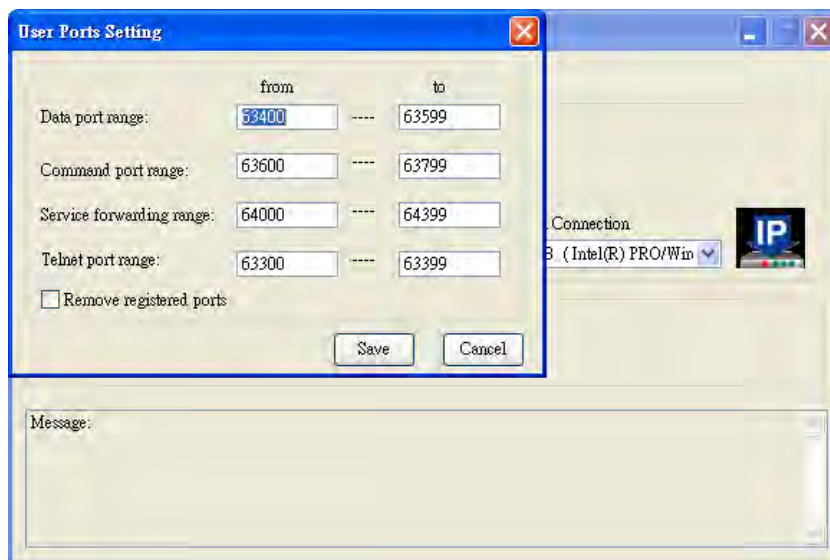 User Ports Setting
from to
Data port range: 63400 ---- 63599
Command port range: 63600 ---- 63799
Service forwarding range: 64000 ---- 64399
Telnet port range: 63300 ---- 63399
Remove registered ports
Save Cancel
Connection
(Intel(R) PRO/Win
IP
Message: